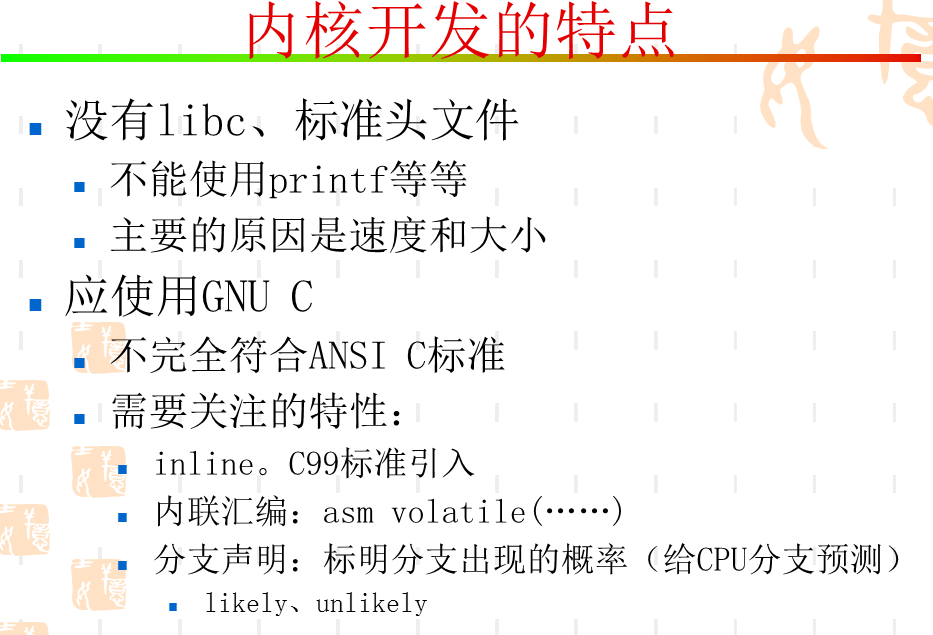 内核开发的特点
没有libc、标准头文件
不能使用printf等等
主要的原因是速度和大小
应使用GNU C
不完全符合ANSI C标准
需要关注的特性：
inline。C99标准引入
内联汇编：asm volatile(……)
分支声明：标明分支出现的概率（给CPU分支预测）
likely、unlikely